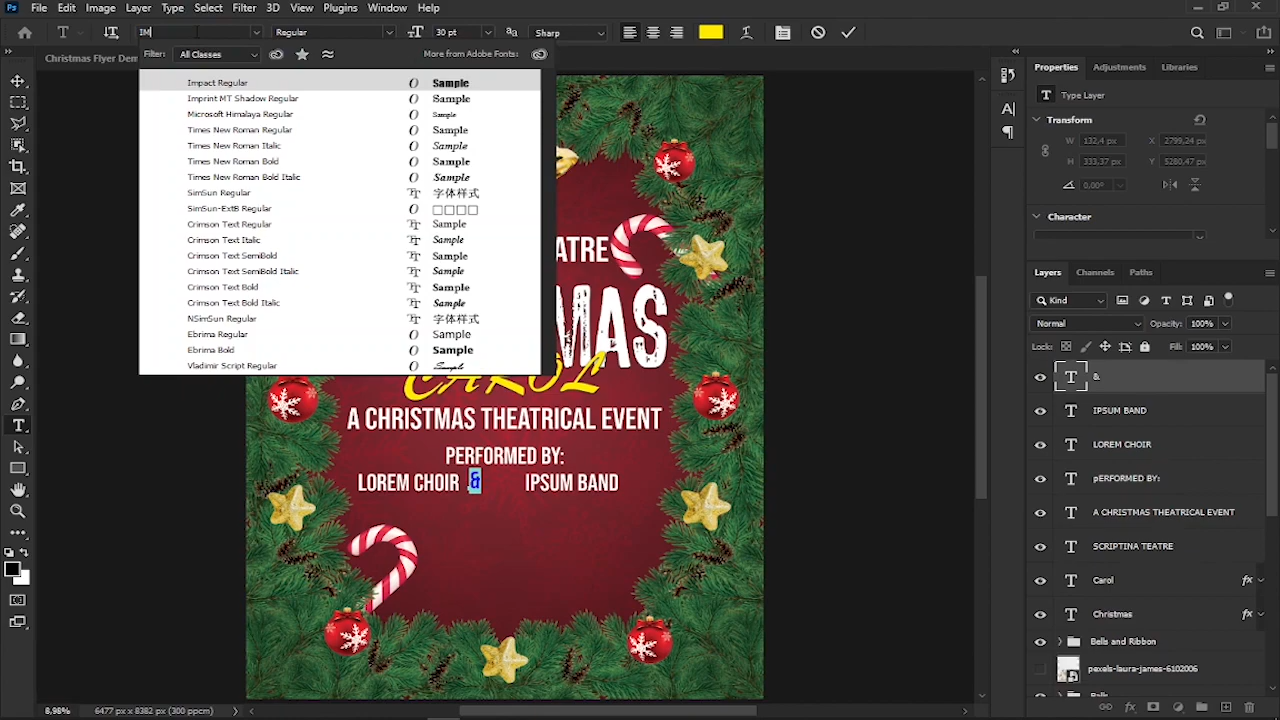 Ps File Edit Image Layer Type Select Filter 3D View Plugins Window Help
IM Regular 30 pt aa Sharp
Filter: All Classes More from Adobe Fonts:
Christmas Flyer Dem
Impact Regular Sample
Imprint MT Shadow Regular Sample
Microsoft Himalaya Regular Sample
Times New Roman Regular Sample
Times New Roman Italic Sample
Times New Roman Bold Sample
Times New Roman Bold Italic Sample
SimSun Regular 字体样式
SimSun-ExtB Regular
Crimson Text Regular Sample
Crimson Text Italic Sample
Crimson Text SemiBold Sample
Crimson Text SemiBold Italic Sample
Crimson Text Bold Sample
Crimson Text Bold Italic Sample
NSimSun Regular 字体样式
Ebrima Regular Sample
Ebrima Bold Sample
Vladimir Script Regular Sample
ATRE
MAS
CAROL
A CHRISTMAS THEATRICAL EVENT
PERFORMED BY:
LOREM CHOIR & IPSUM BAND
8,98% 6477 px x 8382 px (300 ppcm)
Properties Adjustments Libraries
Type Layer
Transform
W 132,4 px X 2799,24 px
H
0,00°
Character
Layers Channels Paths
Kind
Normal Opacity: 100%
Lock: Fill: 100%
IPSUM BAND
LOREM CHOIR
pERFORMED BY:
A CHRISTMAS THEATRICAL EVENT
SCRIPTINA TEATRE
Carol fx
Christmas fx
Bells and Ribbon
pexels-laura-james-6102006
Bells